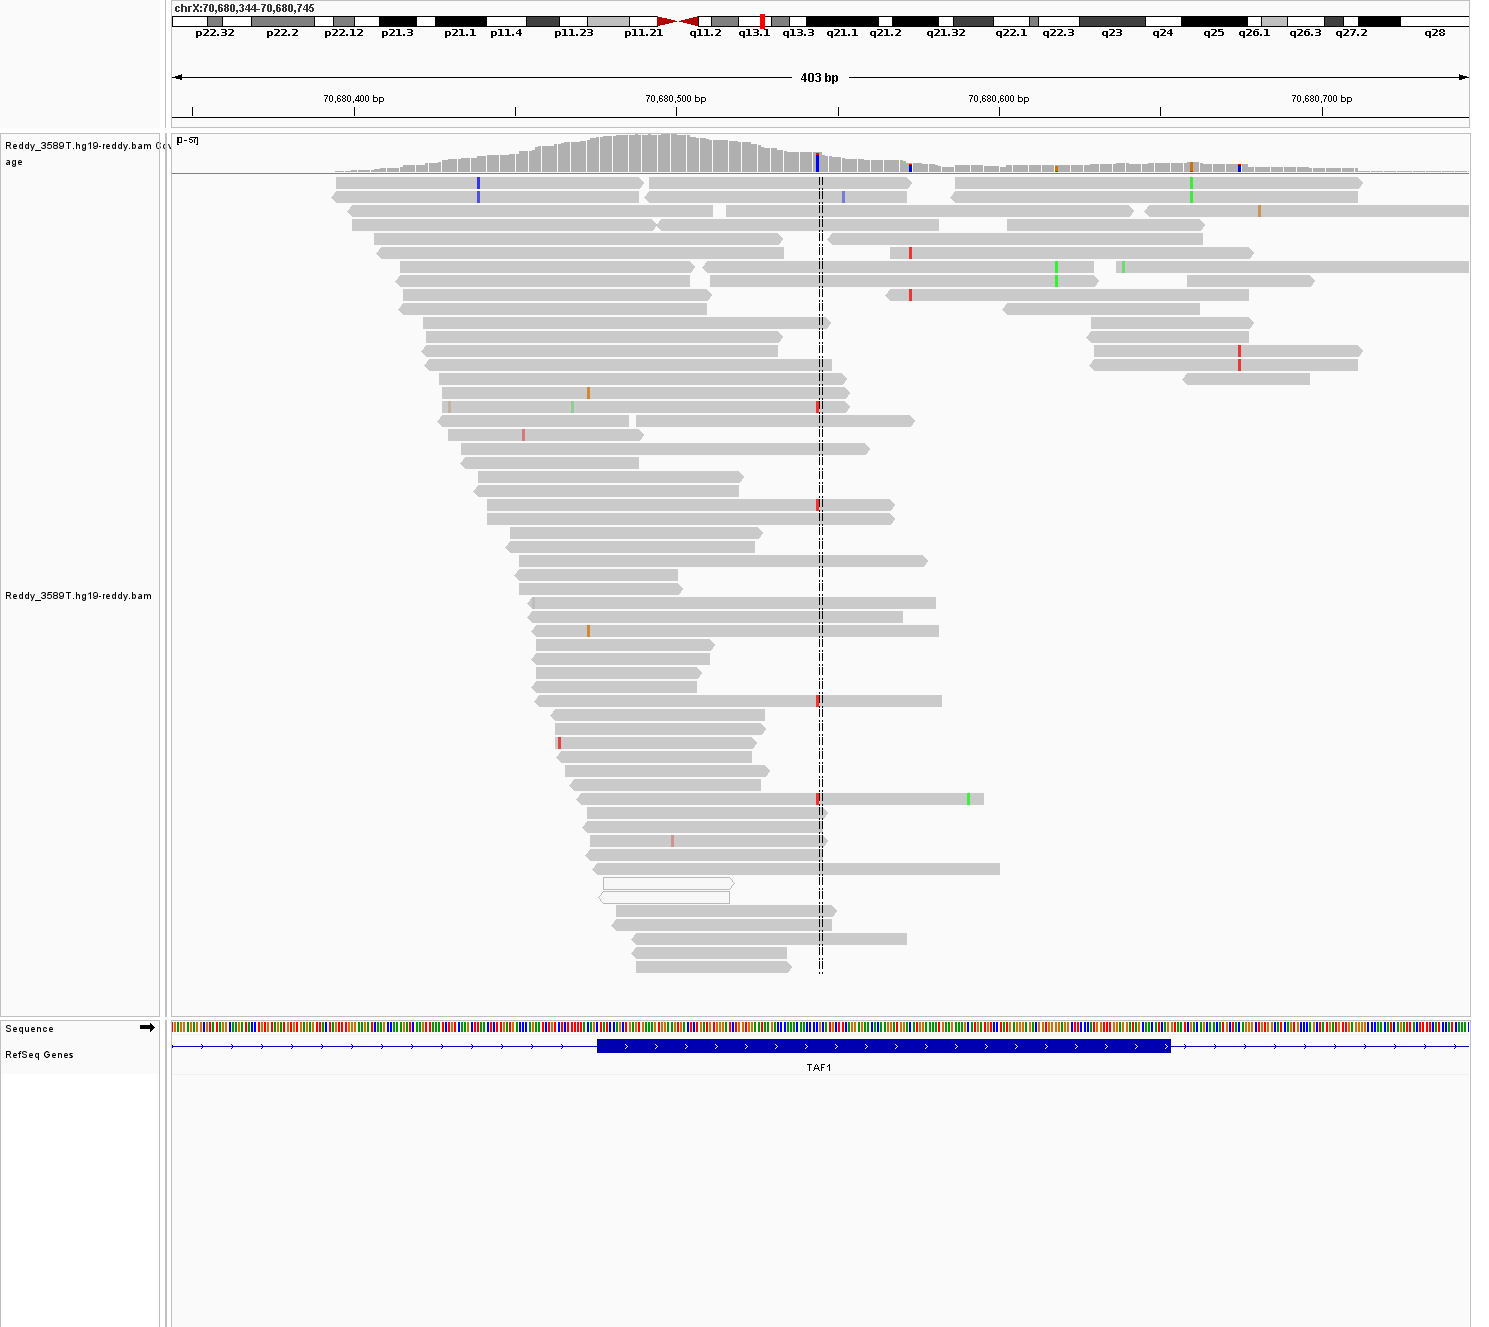 chrX:70,680,344-70,680,745
p22.32 p22.2 p22.12 p21.3 p21.1 p11.4 p11.23 p11.21 q11.2 q13.1 q13.3 q21.1 q21.2 q21.32 q22.1 q22.3 q23 q24 q25 q26.1 q26.3 q27.2 q28
403 bp
70,680,400 bp 70,680,500 bp 70,680,600 bp 70,680,700 bp
[0-57]
Reddy_3589T.hg19-reddy.bam Cov
age
Reddy_3589T.hg19-reddy.bam
Sequence
RefSeq Genes
TAF1